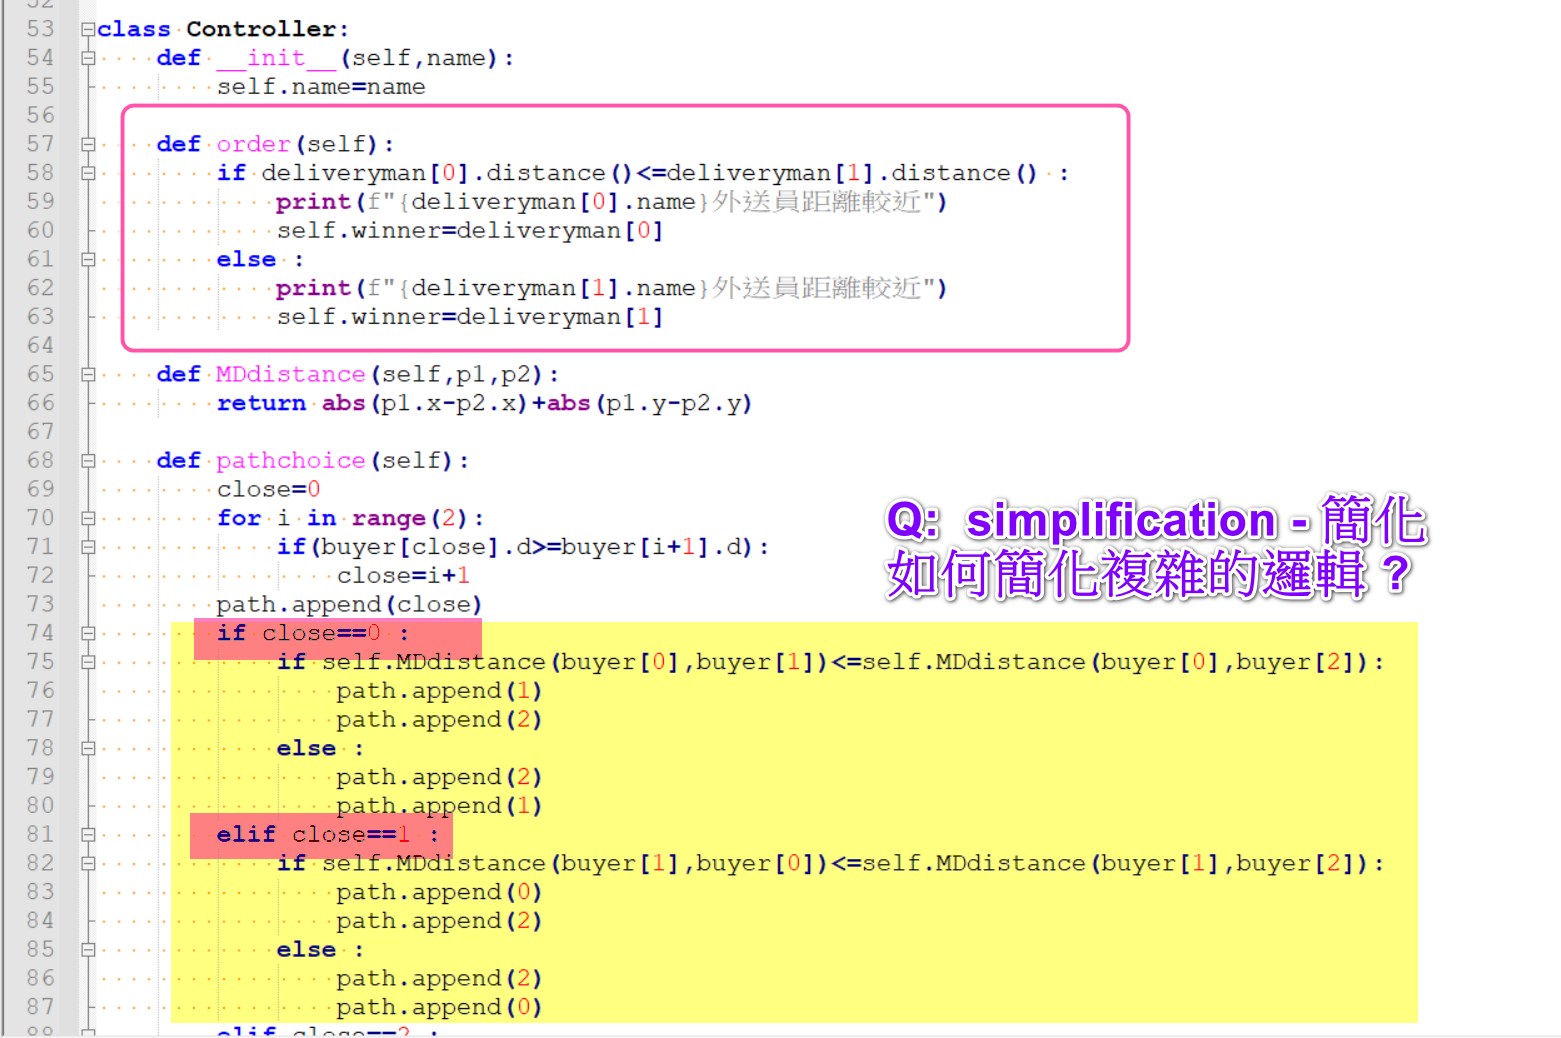 52
53 class Controller:
54 def __init__(self,name):
55 self.name=name
56
57 def order(self):
58 if deliveryman[0].distance()<=deliveryman[1].distance() :
59 print(f"{deliveryman[0].name}外送員距離較近")
60 self.winner=deliveryman[0]
61 else :
62 print(f"{deliveryman[1].name}外送員距離較近")
63 self.winner=deliveryman[1]
64
65 def MDdistance(self,p1,p2):
66 return abs(p1.x-p2.x)+abs(p1.y-p2.y)
67
68 def pathchoice(self):
69 close=0
70 for i in range(2):
71 if(buyer[close].d>=buyer[i+1].d):
72 close=i+1
73 path.append(close)
Q: simplification - 簡化
如何簡化複雜的邏輯？
74 if close==0 :
75 if self.MDdistance(buyer[0],buyer[1])<=self.MDdistance(buyer[0],buyer[2]):
76 path.append(1)
77 path.append(2)
78 else :
79 path.append(2)
80 path.append(1)
81 elif close==1 :
82 if self.MDdistance(buyer[1],buyer[0])<=self.MDdistance(buyer[1],buyer[2]):
83 path.append(0)
84 path.append(2)
85 else :
86 path.append(2)
87 path.append(0)
88 elif close==2 :